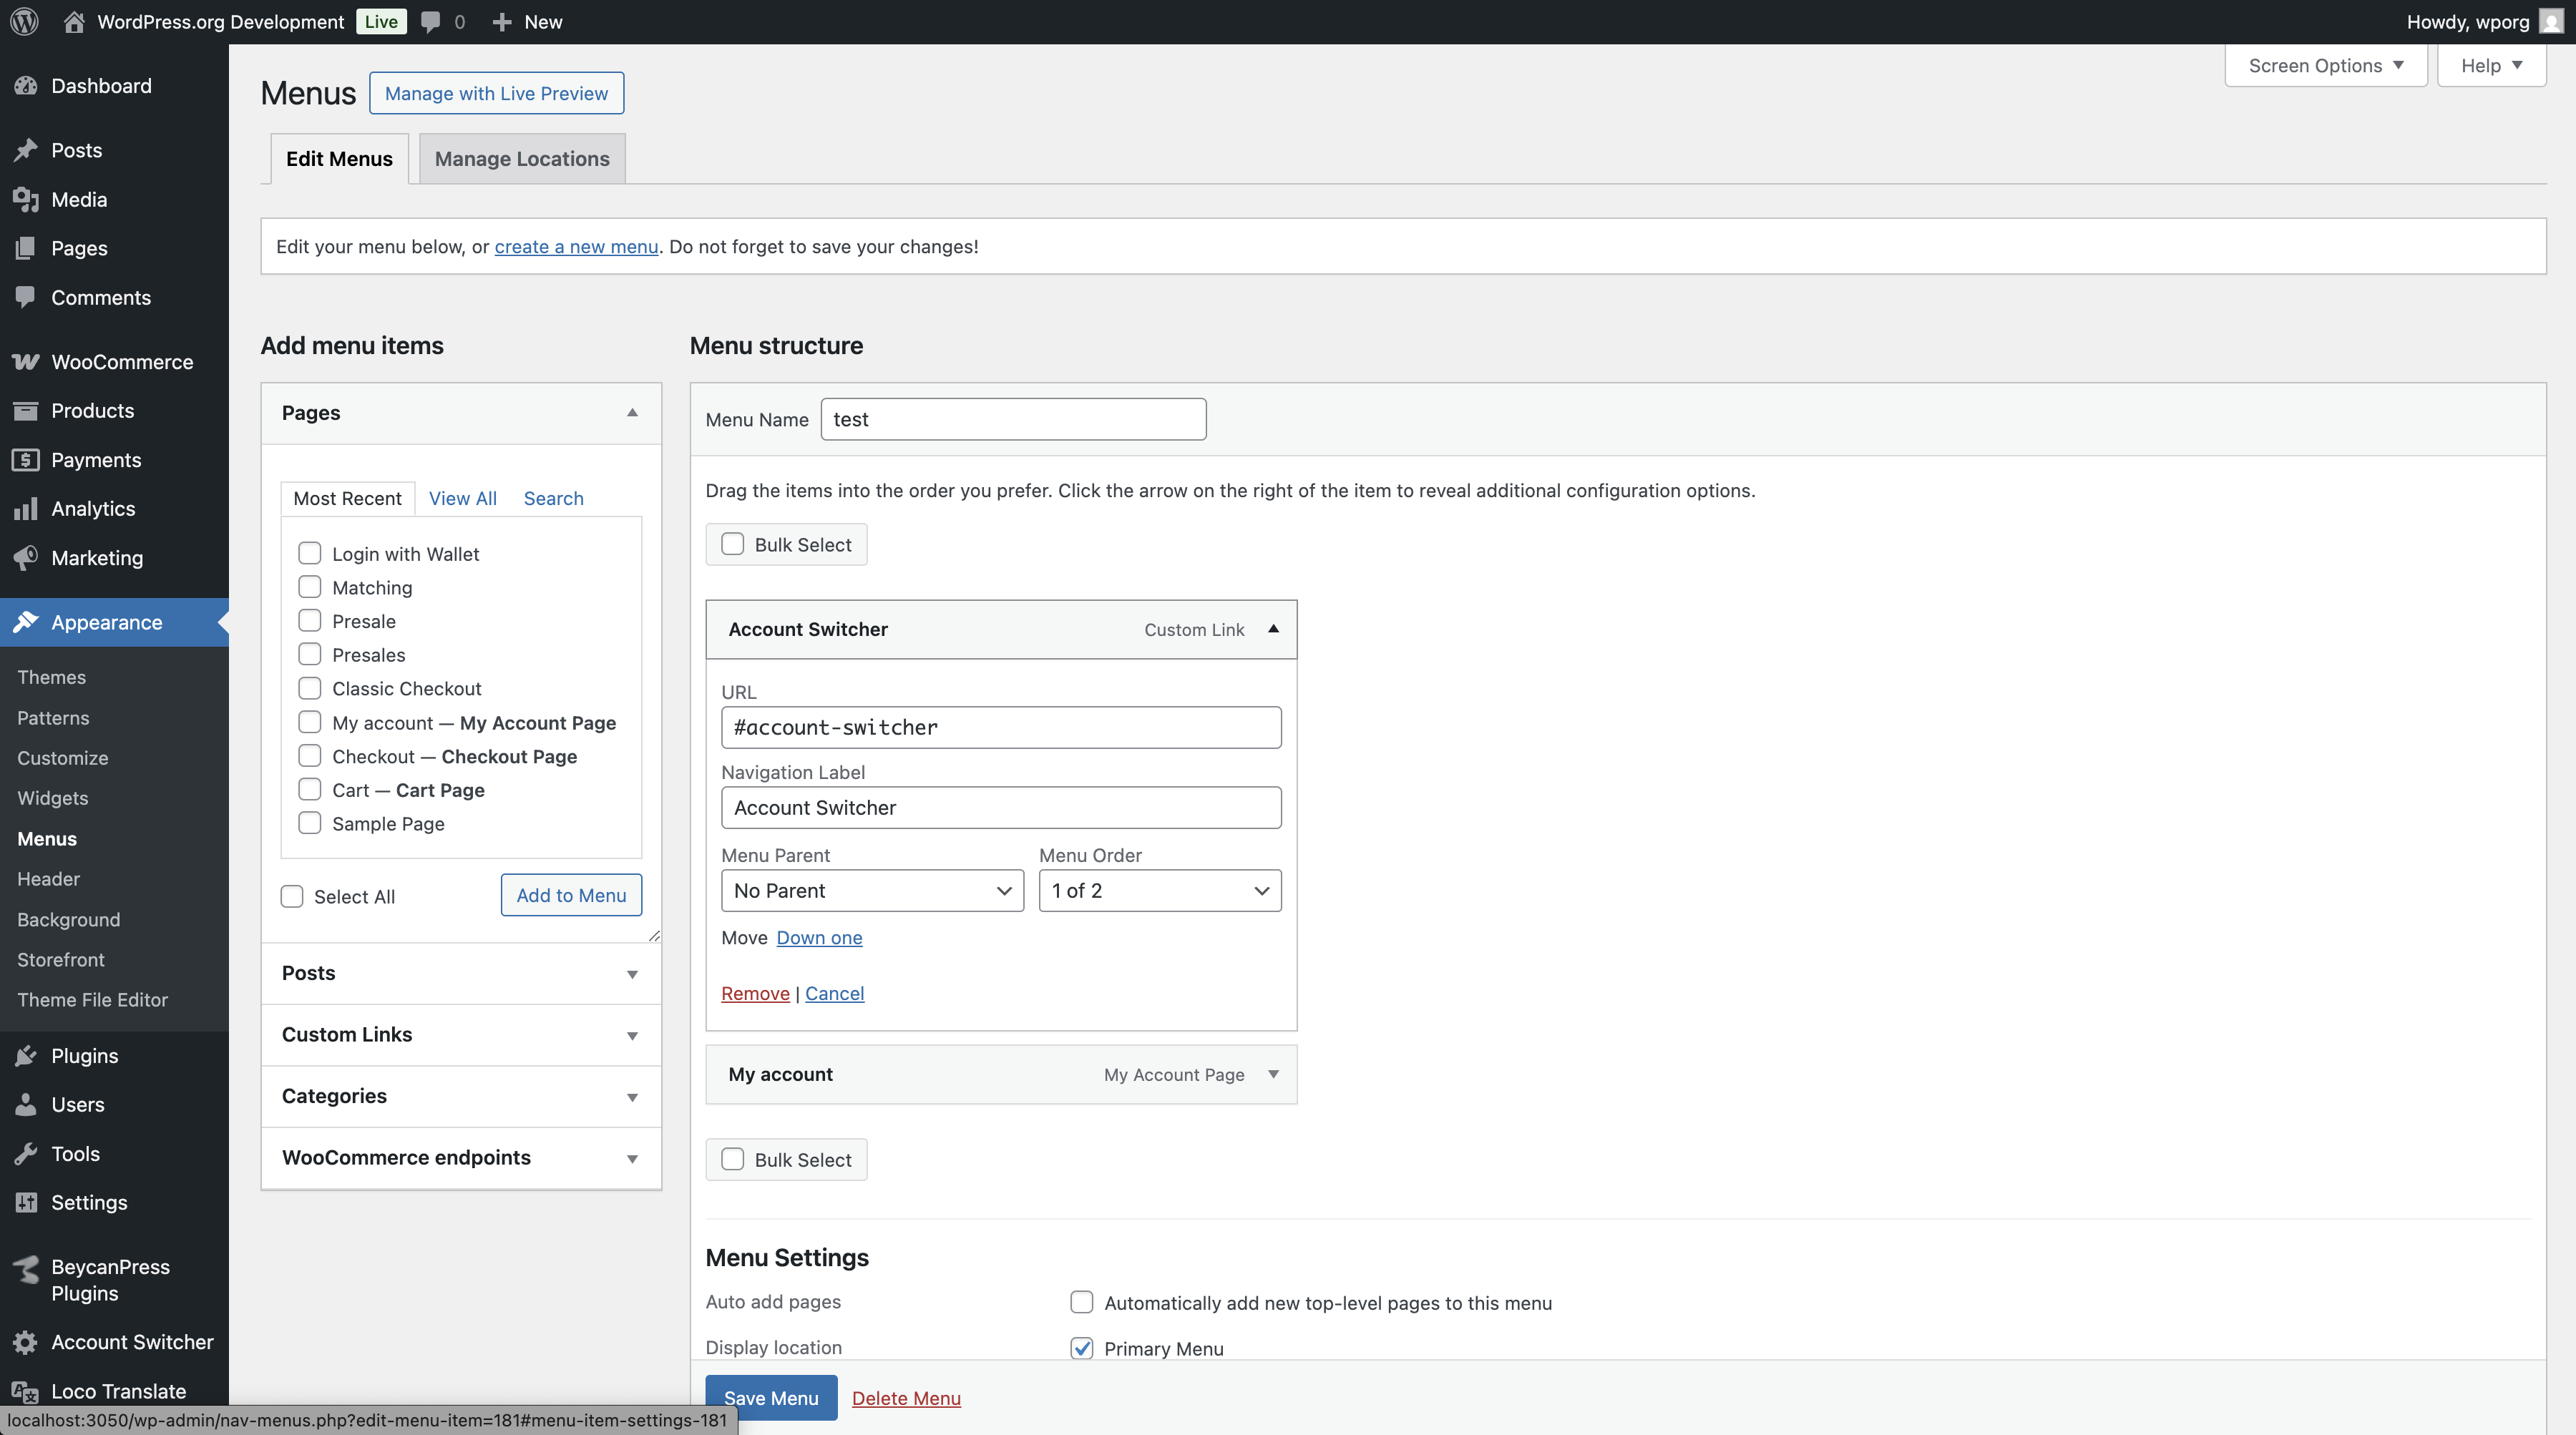 WordPress.org Development Live 0 New Howdy, wporg
Screen Options Help
Dashboard
Posts
Media
Pages
Comments
WooCommerce
Products
Payments
Analytics
Marketing
Appearance
Themes
Patterns
Customize
Widgets
Menus
Header
Background
Storefront
Theme File Editor
Plugins
Users
Tools
Settings
BeycanPress
Plugins
Account Switcher
Loco Translate
Menus Manage with Live Preview
Edit Menus Manage Locations
Edit your menu below, or create a new menu. Do not forget to save your changes!
Add menu items
Pages
Most Recent View All Search
Login with Wallet
Matching
Presale
Presales
Classic Checkout
My account — My Account Page
Checkout — Checkout Page
Cart — Cart Page
Sample Page
Select All Add to Menu
Posts
Custom Links
Categories
WooCommerce endpoints
Menu structure
Menu Name test
Drag the items into the order you prefer. Click the arrow on the right of the item to reveal additional configuration options.
Bulk Select
Account Switcher Custom Link
URL
#account-switcher
Navigation Label
Account Switcher
Menu Parent Menu Order
No Parent 1 of 2
Move Down one
Remove | Cancel
My account My Account Page
Bulk Select
Menu Settings
Auto add pages Automatically add new top-level pages to this menu
Display location Primary Menu
Save Menu Delete Menu
localhost:3050/wp-admin/nav-menus.php?edit-menu-item=181#menu-item-settings-181